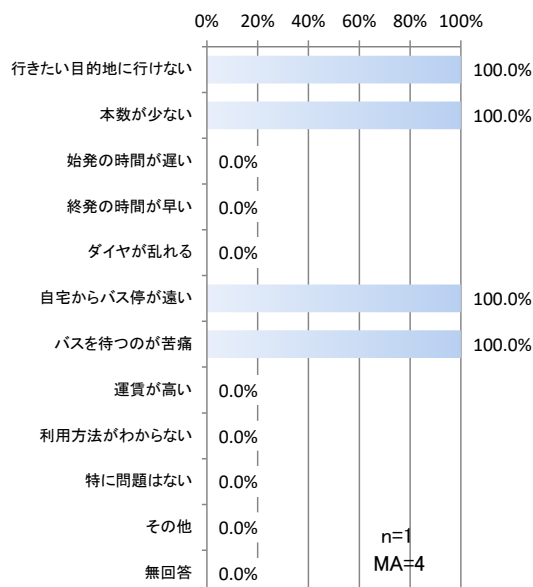 0% 20% 40% 60% 80% 100%
行きたい目的地に行けない 100.0%
本数が少ない 100.0%
始発の時間が遅い 0.0%
終発の時間が早い 0.0%
ダイヤが乱れる 0.0%
自宅からバス停が遠い 100.0%
バスを待つのが苦痛 100.0%
運賃が高い 0.0%
利用方法がわからない 0.0%
特に問題はない 0.0%
その他 0.0%
n=1
MA=4
無回答 0.0%